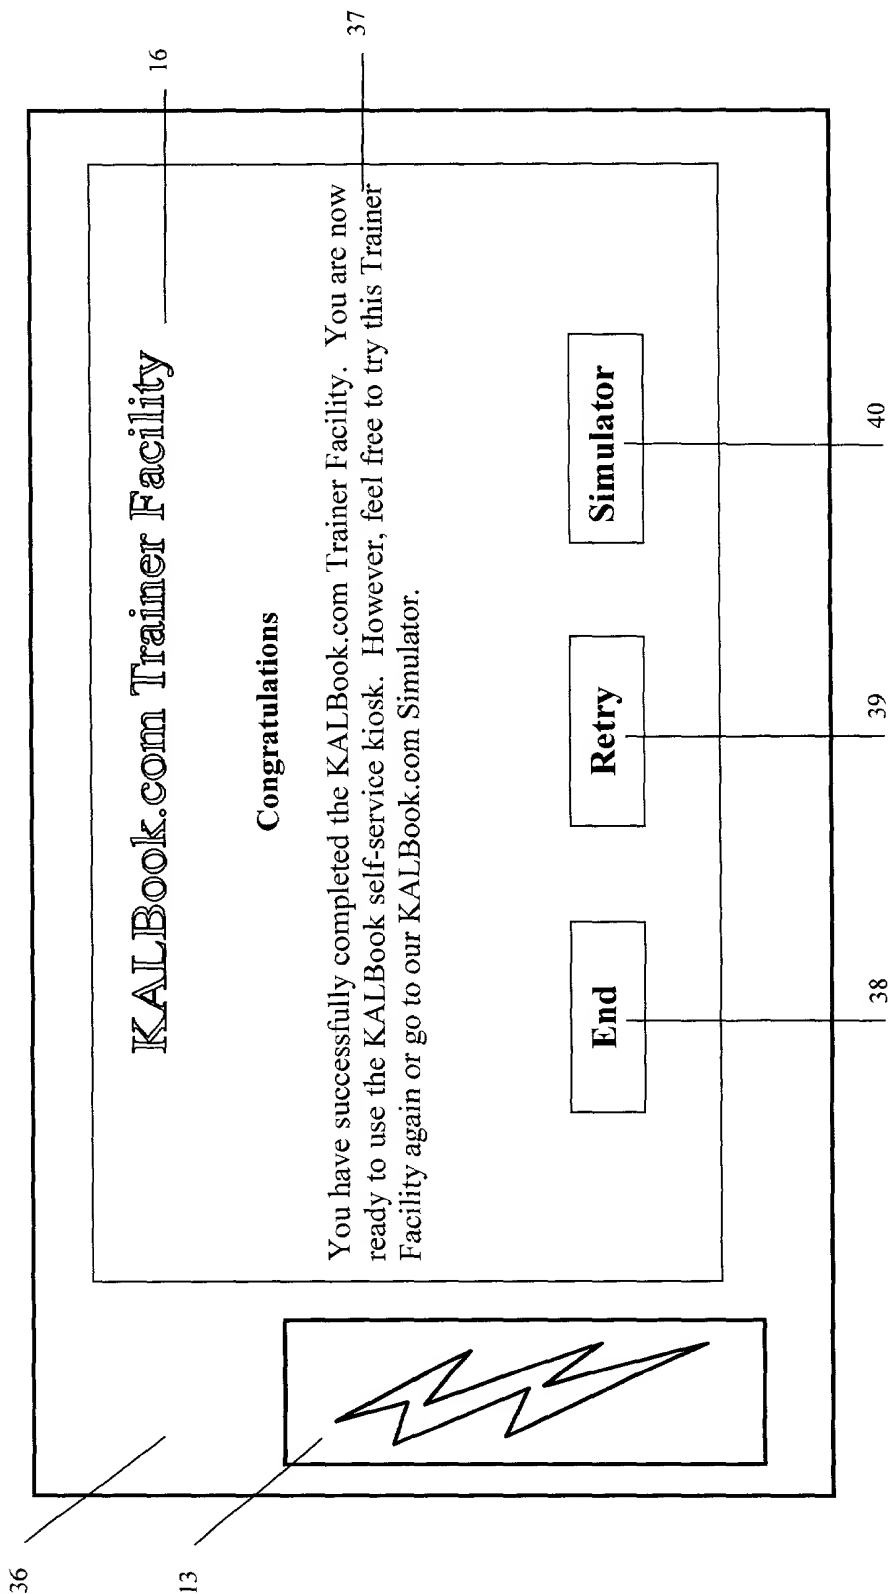 36
16
KALBook.com Trainer Facility
Congratulations
37
You have successfully completed the KALBook.com Trainer Facility. You are now
ready to use the KALBook self-service kiosk. However, feel free to try this Trainer
Facility again or go to our KALBook.com Simulator.
13
End
Retry
Simulator
38
39
40